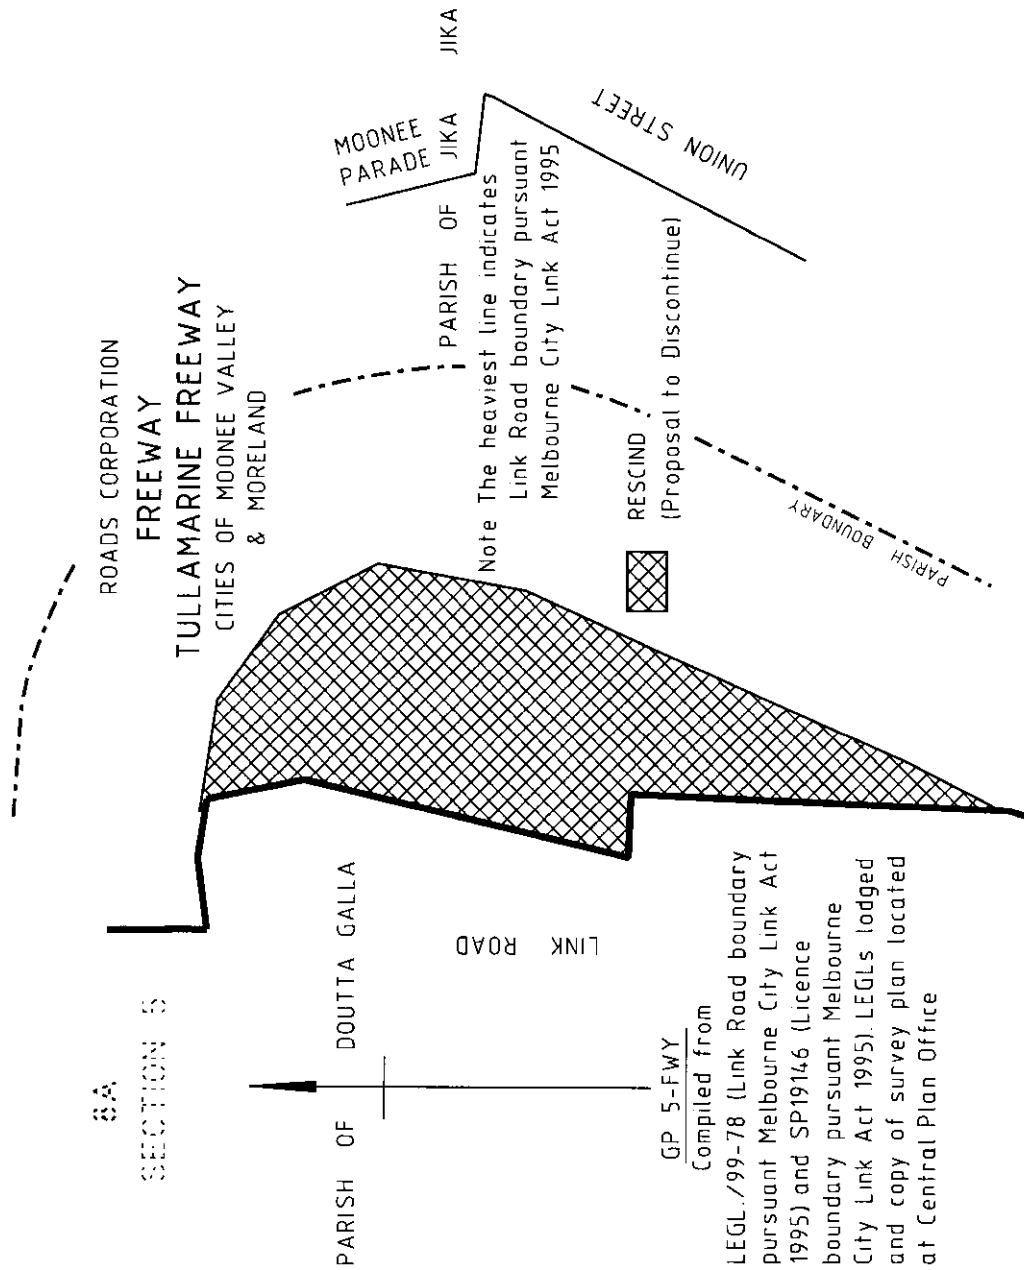 8A
SECTION 5
PARISH OF DOUTTA GALLA
LINK ROAD
GP 5-FWY
Compiled from
LEGL./99-78 (Link Road boundary
pursuant Melbourne City Link Act
1995) and SP19146 (Licence
boundary pursuant Melbourne
City Link Act 1995). LEGLs lodged
and copy of survey plan located
at Central Plan Office
ROADS CORPORATION
FREEWAY
TULLAMARINE FREEWAY
CITIES OF MOONEE VALLEY
& MORELAND
MOONEE
PARADE
PARISH OF JIKA JIKA
Note The heaviest line indicates
Link Road boundary pursuant
Melbourne City Link Act 1995
UNION STREET
RESCIND
(Proposal to Discontinue)
PARISH BOUNDARY